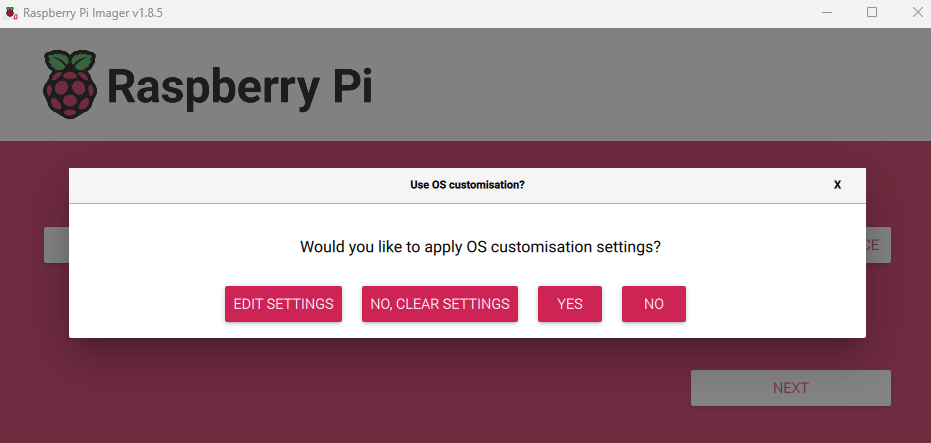 Raspberry Pi Imager v1.8.5
Raspberry Pi
Use OS customisation?
X
Would you like to apply OS customisation settings?
EDIT SETTINGS
NO, CLEAR SETTINGS
YES
NO
CE
NEXT